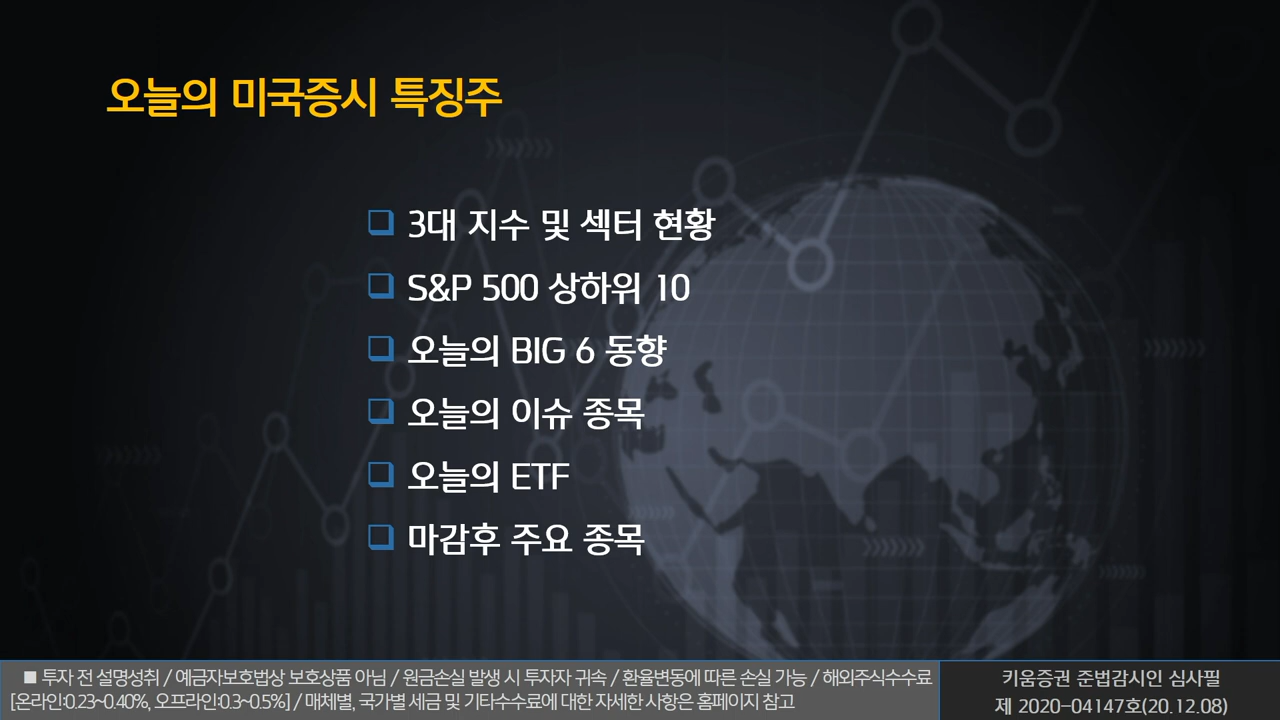 오늘의 미국증시 특징주
❑ 3대 지수 및 섹터 현황
❑ S&P 500 상하위 10
❑ 오늘의 BIG 6 동향
❑ 오늘의 이슈 종목
❑ 오늘의 ETF
❑ 마감후 주요 종목
■ 투자 전 설명성취 / 예금자보호법상 보호상품 아님 / 원금손실 발생 시 투자자 귀속 / 환율변동에 따른 손실 가능 / 해외주식수수료
[온라인:0.23~0.40%, 오프라인:0.3~0.5%] / 매체별, 국가별 세금 및 기타수수료에 대한 자세한 사항은 홈페이지 참고
키움증권 준법감시인 심사필
제 2020-04147호(20.12.08)